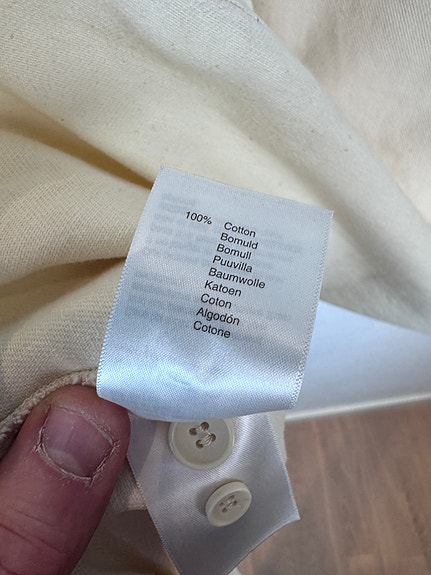 100% Cotton
Bomuld
Bomull
Puuvilla
Baumwolle
Katoen
Coton
Algodón
Cotone